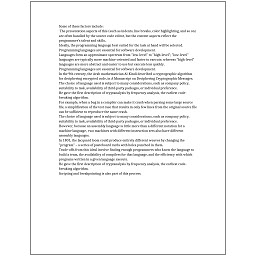 Some of these factors include:
The presentation aspects of this (such as indents, line breaks, color highlighting, and so on) are often handled by the source code editor, but the content aspects reflect the programmer's talent and skills.
Ideally, the programming language best suited for the task at hand will be selected.
Programming languages are essential for software development.
Languages form an approximate spectrum from "low-level" to "high-level"; "low-level" languages are typically more machine-oriented and faster to execute, whereas "high-level" languages are more abstract and easier to use but execute less quickly.
Programming languages are essential for software development.
In the 9th century, the Arab mathematician Al-Kindi described a cryptographic algorithm for deciphering encrypted code, in A Manuscript on Deciphering Cryptographic Messages.
The choice of language used is subject to many considerations, such as company policy, suitability to task, availability of third-party packages, or individual preference.
For example, when a bug in a compiler can make it crash when parsing some large source file, a simplification of the test case that results in only few lines from the original source file can be sufficient to reproduce the same crash.
The choice of language used is subject to many considerations, such as company policy, suitability to task, availability of third-party packages, or individual preference.
However, because an assembly language is little more than a different notation for a machine language, two machines with different instruction sets also have different assembly languages.
In 1801, the Jacquard loom could produce entirely different weaves by changing the "program" – a series of pasteboard cards with holes punched in them.
Trade-offs from this ideal involve finding enough programmers who know the language to build a team, the availability of compilers for that language, and the efficiency with which programs written in a given language execute.
He gave the first description of cryptanalysis by frequency analysis, the earliest code-breaking algorithm.
He gave the first description of cryptanalysis by frequency analysis, the earliest code-breaking algorithm.
Scripting and breakpointing is also part of this process.